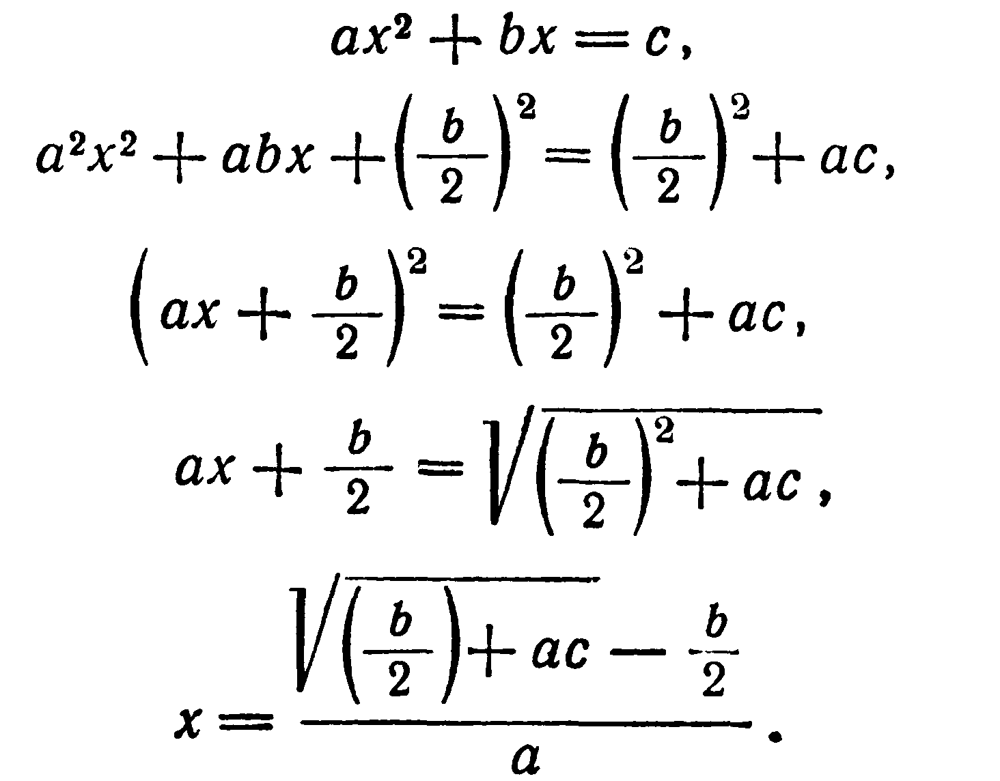 ax² + bx = c,
a²x² + abx + (b/2)² = (b/2)² + ac,
(ax + b/2)² = (b/2)² + ac,
ax + b/2 = √((b/2)² + ac),
x = (√((b/2) + ac) − b/2)/a.